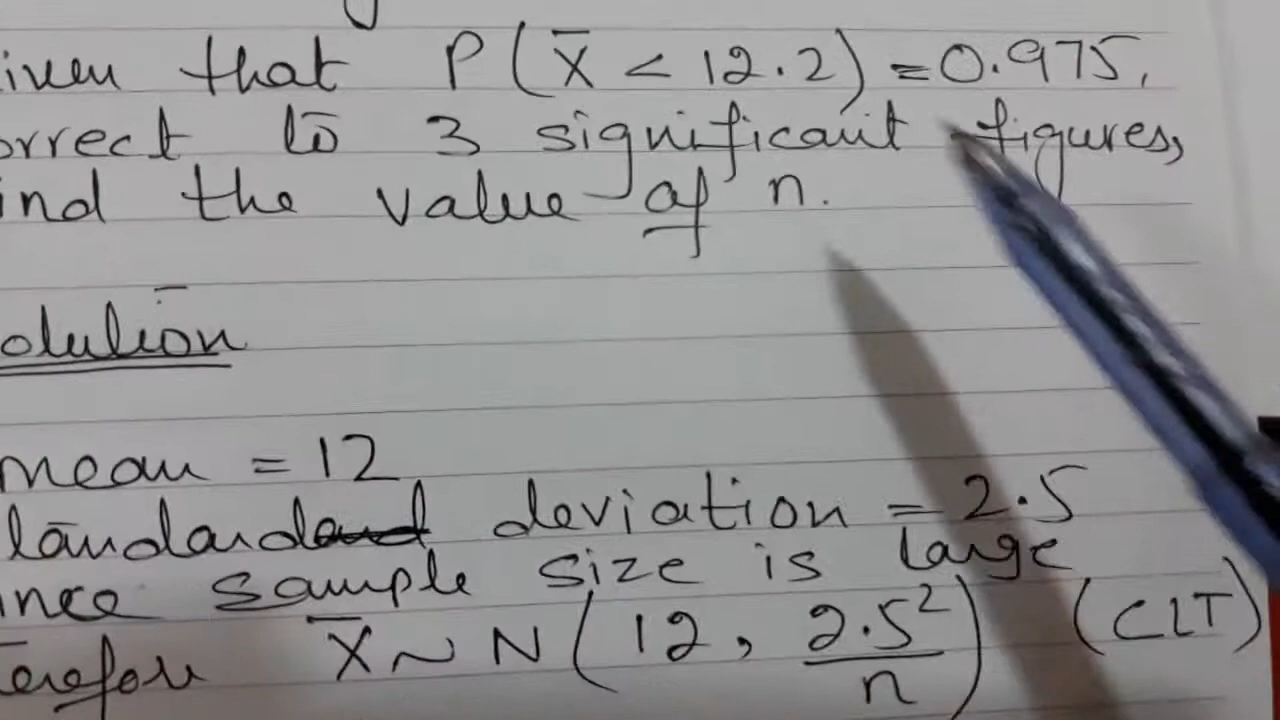 iven that P(X̄ < 12.2) = 0.975,
orrect to 3 significant figures,
ind the value of n.
olution
mean = 12
tandard deviation = 2.5
ince sample size is large
erefore X̄ ~ N(12, 2.5²/n) (CLT)